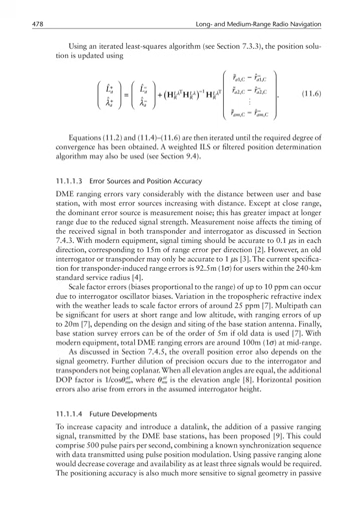 478 Long- and Medium-Range Radio Navigation
Using an iterated least-squares algorithm (see Section 7.3.3), the position solu-
tion is updated using
(11.6)
Equations (11.2) and (11.4)–(11.6) are then iterated until the required degree of
convergence has been obtained. A weighted ILS or filtered position determination
algorithm may also be used (see Section 9.4).
11.1.1.3 Error Sources and Position Accuracy
DME ranging errors vary considerably with the distance between user and base
station, with most error sources increasing with distance. Except at close range,
the dominant error source is measurement noise; this has greater impact at longer
range due to the reduced signal strength. Measurement noise affects the timing of
the received signal in both transponder and interrogator as discussed in Section
7.4.3. With modern equipment, signal timing should be accurate to 0.1 μs in each
direction, corresponding to 15m of range error per direction [2]. However, an old
interrogator or transponder may only be accurate to 1 μs [3]. The current specifica-
tion for transponder-induced range errors is 92.5m (1σ) for users within the 240-km
standard service radius [4].
Scale factor errors (biases proportional to the range) of up to 10 ppm can occur
due to interrogator oscillator biases. Variation in the tropospheric refractive index
with the weather leads to scale factor errors of around 25 ppm [7]. Multipath can
be significant for users at short range and low altitude, with ranging errors of up
to 20m [7], depending on the design and siting of the base station antenna. Finally,
base station survey errors can be of the order of 5m if old data is used [7]. With
modern equipment, total DME ranging errors are around 100m (1σ) at mid-range.
As discussed in Section 7.4.5, the overall position error also depends on the
signal geometry. Further dilution of precision occurs due to the interrogator and
transponders not being coplanar. When all elevation angles are equal, the additional
DOP factor is 1/cosθ, where θ is the elevation angle [8]. Horizontal position
errors also arise from errors in the assumed interrogator height.
11.1.1.4 Future Developments
To increase capacity and introduce a datalink, the addition of a passive ranging
signal, transmitted by the DME base stations, has been proposed [9]. This could
comprise 500 pulse pairs per second, combining a known synchronization sequence
with data transmitted using pulse position modulation. Using passive ranging alone
would decrease coverage and availability as at least three signals would be required.
The positioning accuracy is also much more sensitive to signal geometry in passive